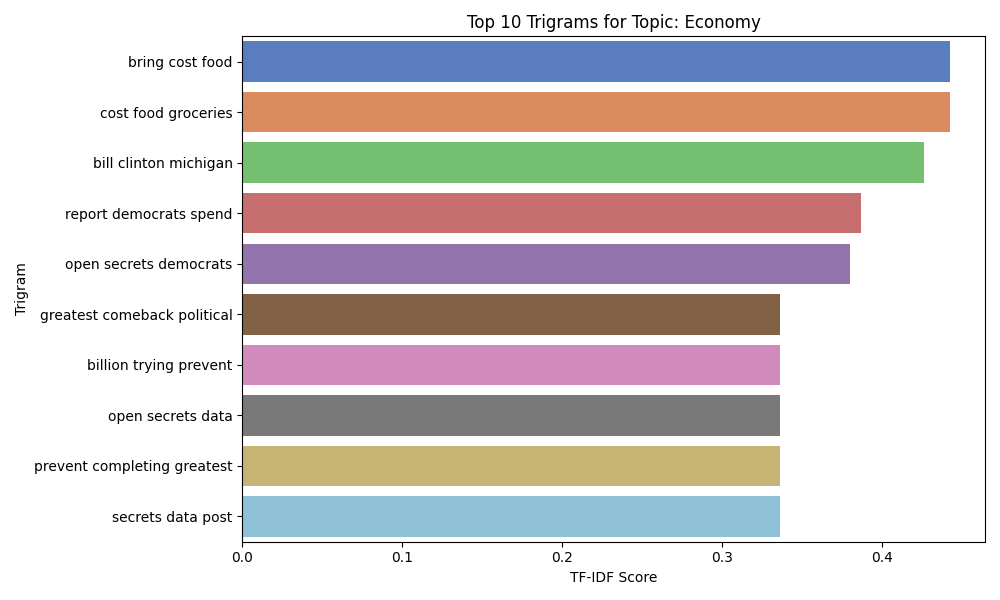 Top 10 Trigrams for Topic: Economy
Trigram
bring cost food
cost food groceries
bill clinton michigan
report democrats spend
open secrets democrats
greatest comeback political
billion trying prevent
open secrets data
prevent completing greatest
secrets data post
0.0 0.1 0.2 0.3 0.4
TF-IDF Score